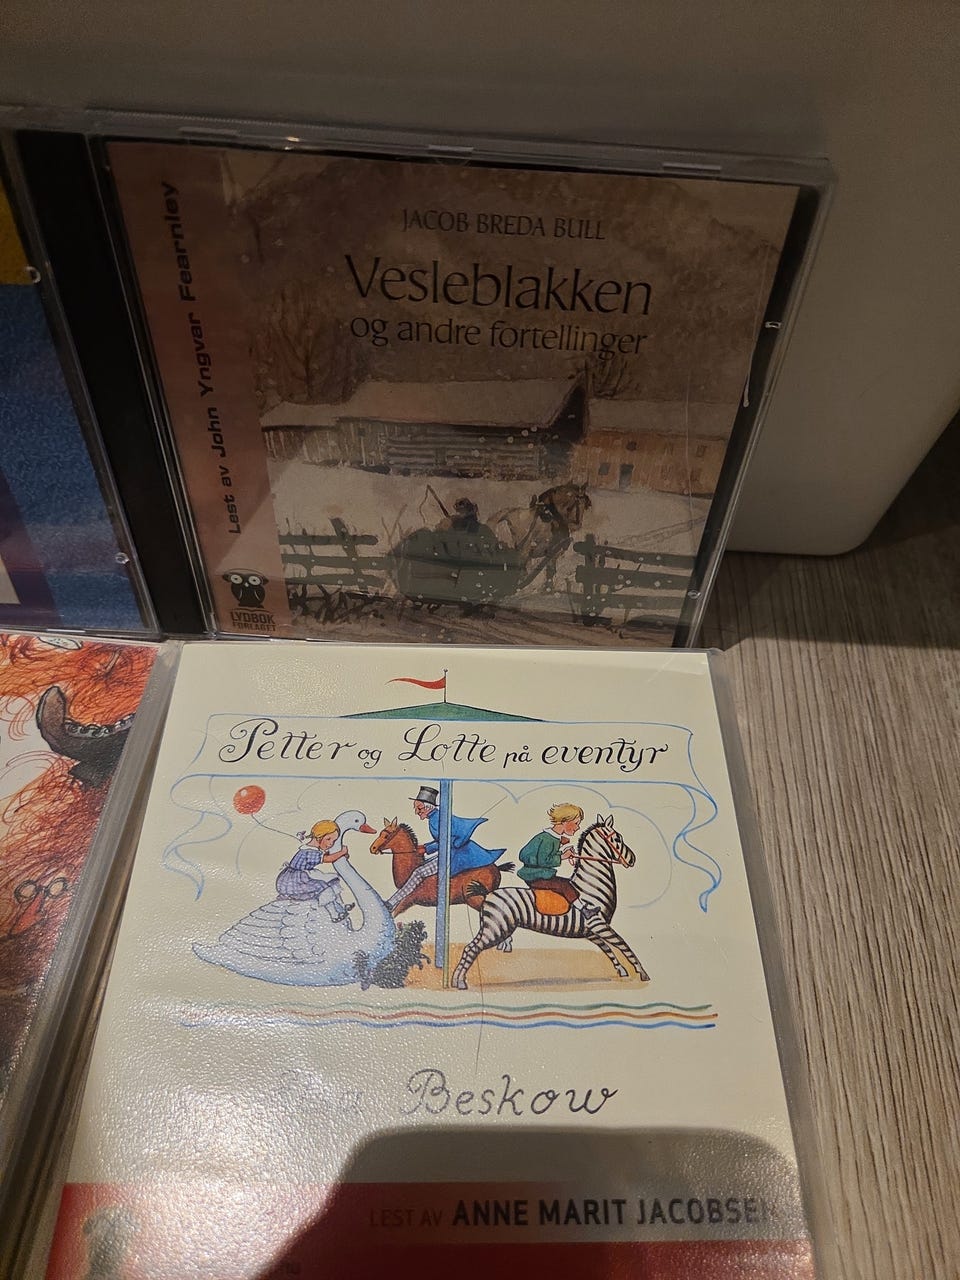 JACOB BREDA BULL
Vesleblakken
og andre fortellinger
Lest av John Yngvar Fearnley
LYDBOK
FORLAGET
Petter og Lotte på eventyr
Beskow
LEST AV ANNE MARIT JACOBSEN